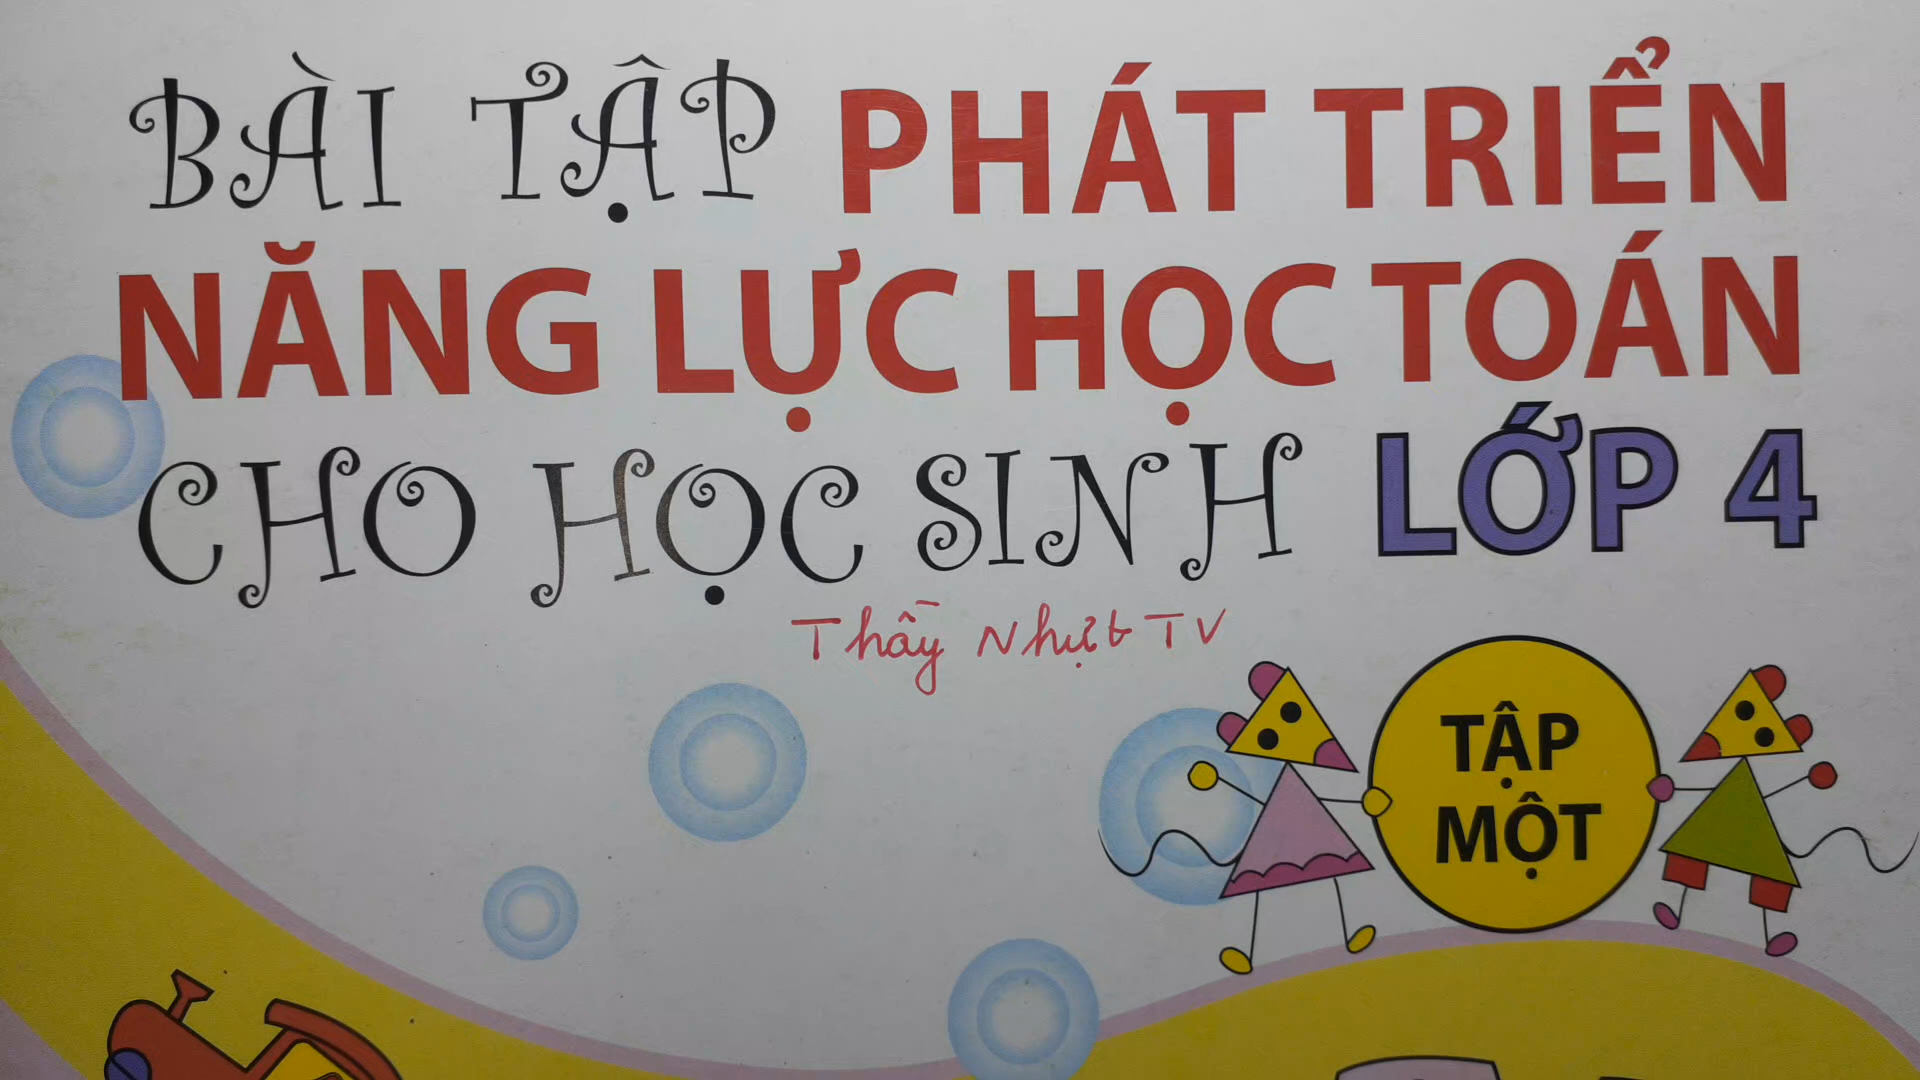 BÀI TẬP PHÁT TRIỂN
NĂNG LỰC HỌC TOÁN
CHO HỌC SINH LỚP 4
Thầy Nhựt TV
TẬP
MỘT